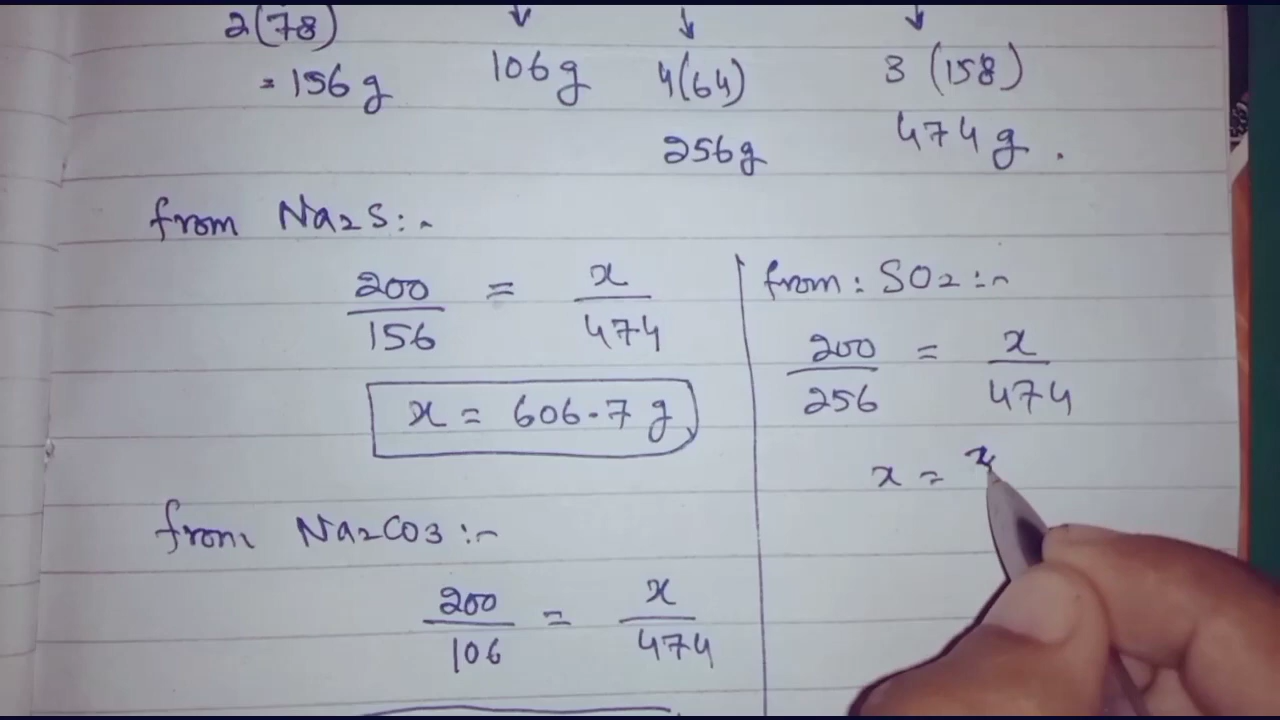 2(78)
= 156 g 106 g 4(64) 3 (158)
256g 474 g .
from Na2S:-
200 = x
156 474
x = 606.7 g
from Na2CO3 :-
200 = x
106 474
from : SO2 :-
200 = x
256 474
x =